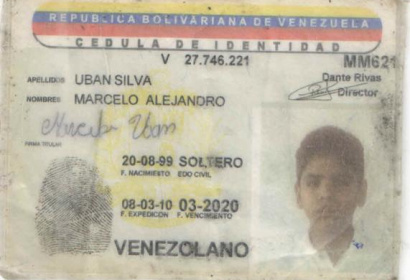 REPUBLICA BOLIVARIANA DE VENEZUELA
CEDULA DE IDENTIDAD
V 27.746.221 MM621
APELLIDOS UBAN SILVA
Dante Rivas
Director
NOMBRES MARCELO ALEJANDRO
Marcelo Uban
FIRMA TITULAR
20-08-99 SOLTERO
F. NACIMIENTO EDO CIVIL
08-03-10 03-2020
F. EXPEDICION F. VENCIMIENTO
VENEZOLANO